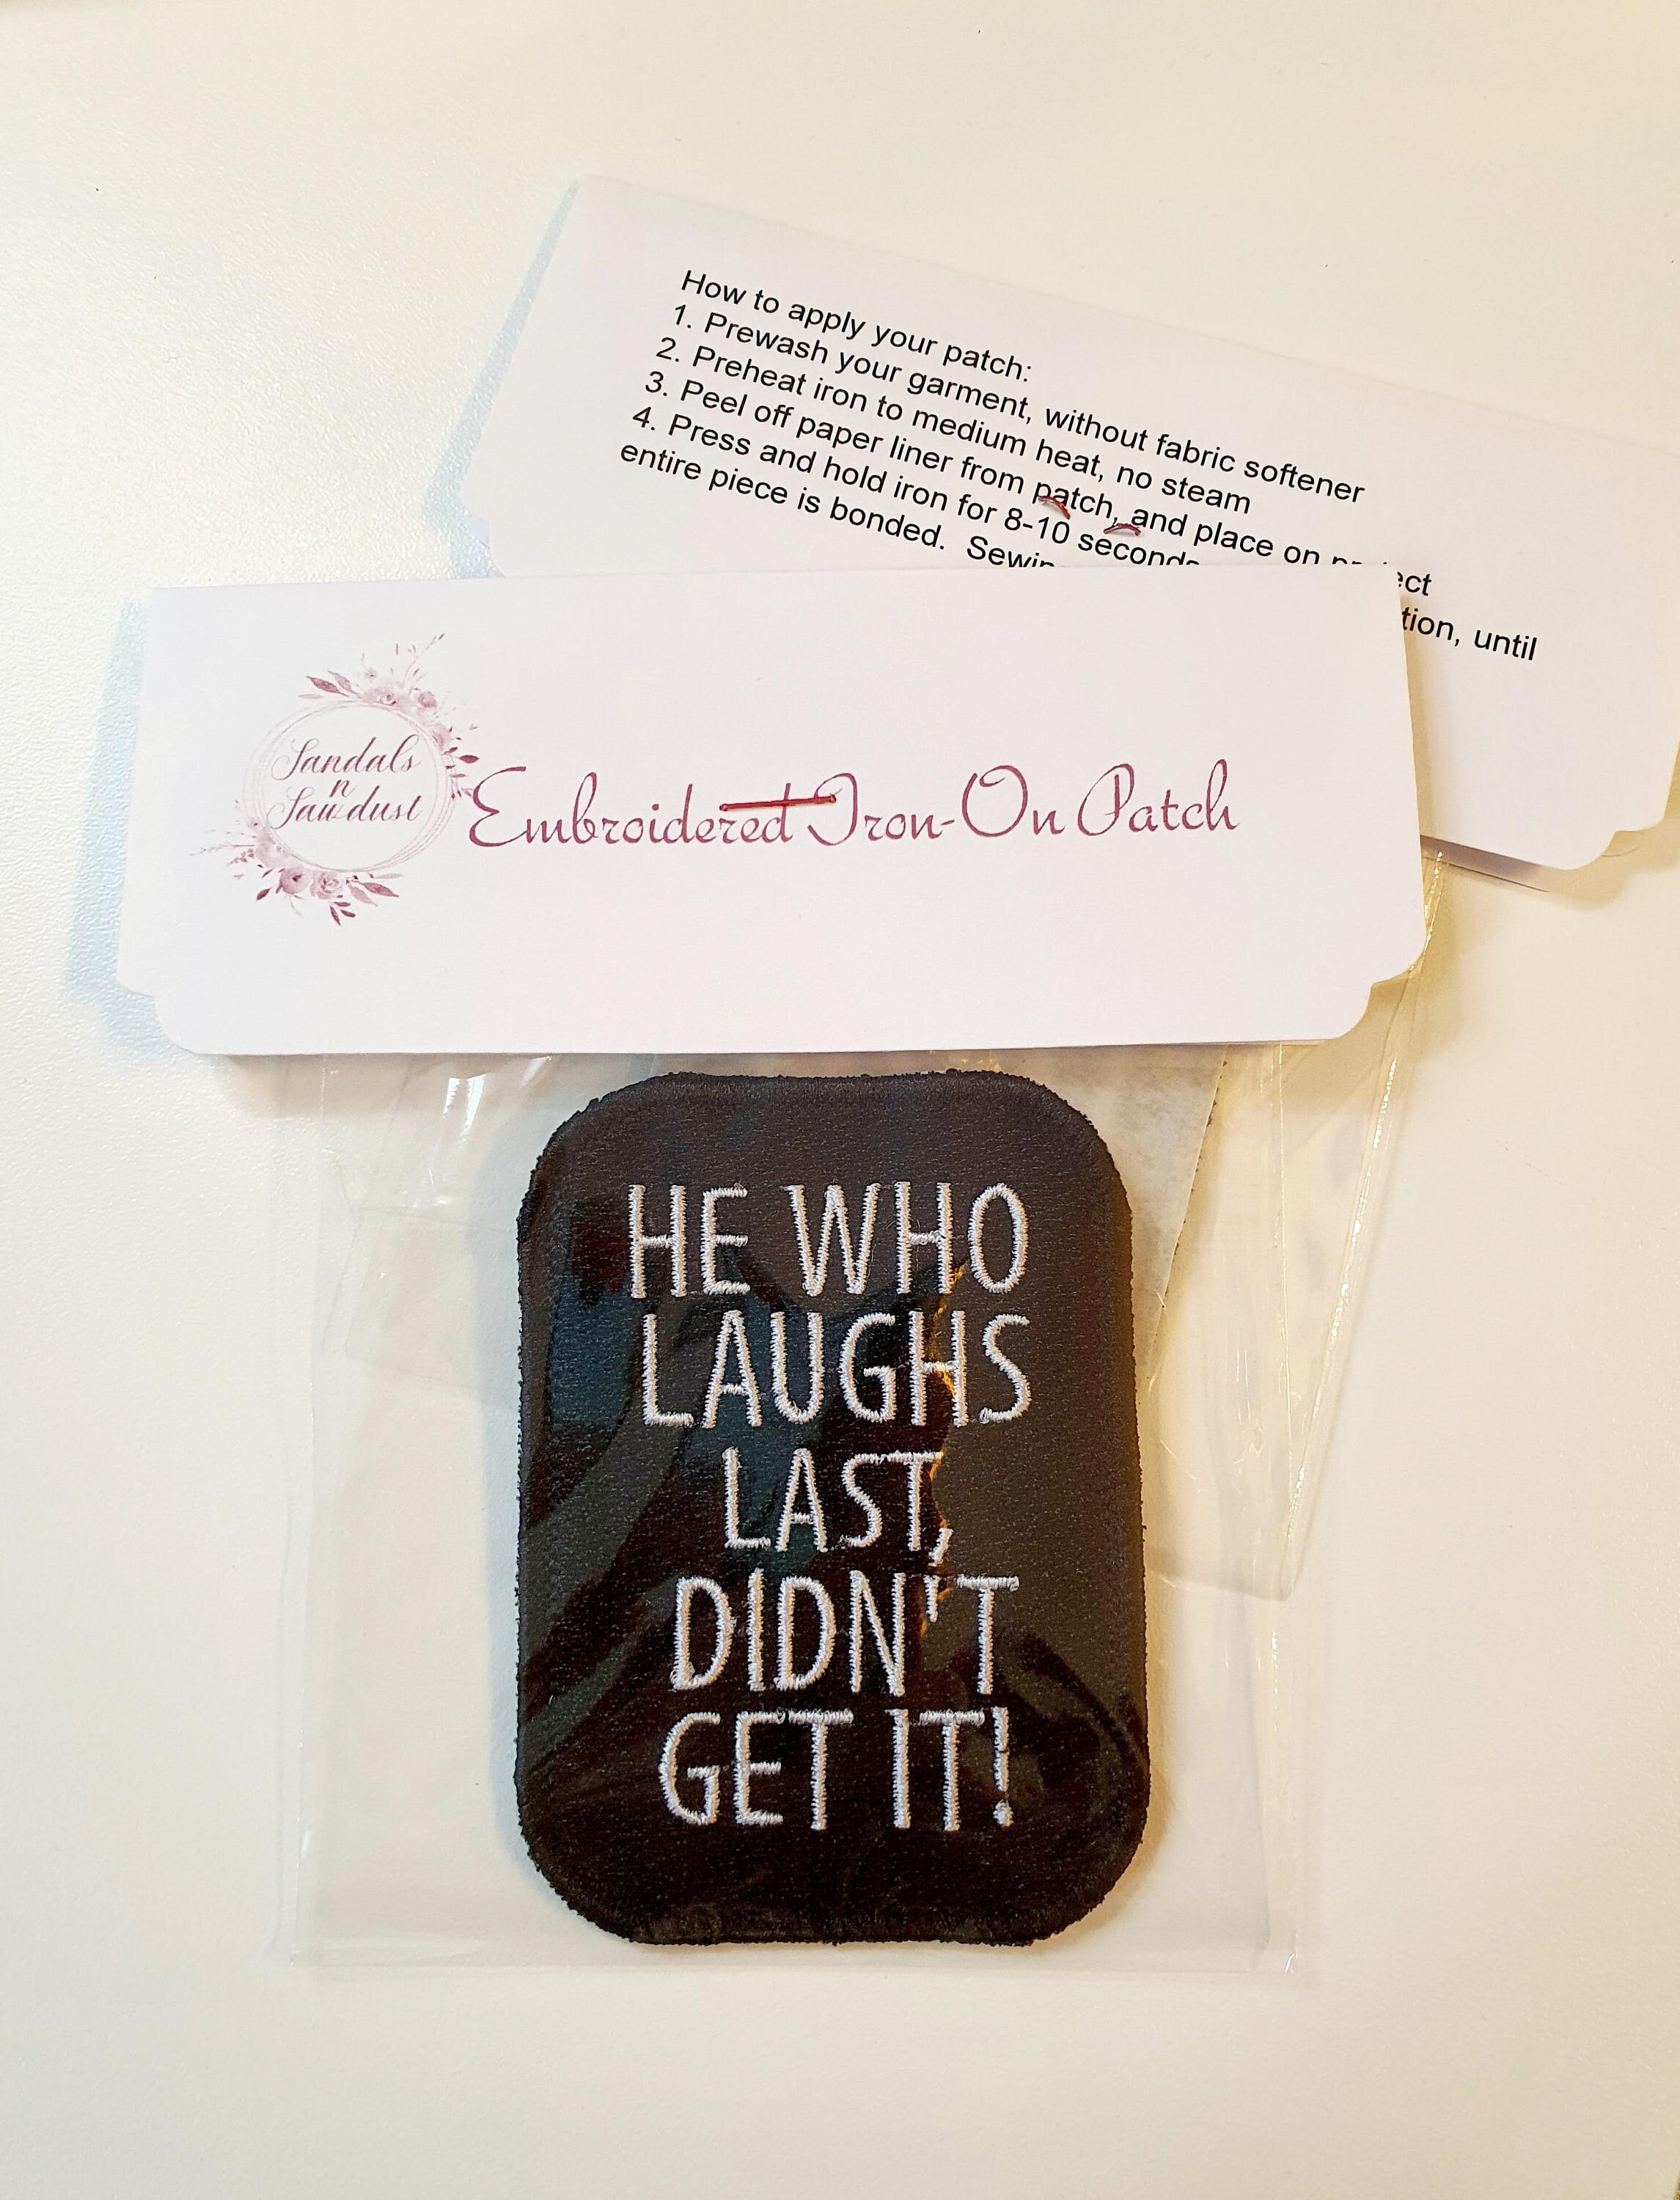 How to apply your patch:
1. Prewash your garment, without fabric softener
2. Preheat iron to medium heat, no steam
3. Peel off paper liner from patch, and place on
4. Press and hold iron for 8-10 seconds
tion, until
entire piece is bonded.
Sandals
n
Sawdust
Embroidered Iron-On Patch
HE WHO
LAUGHS
LAST,
DIDN'T
GET IT!